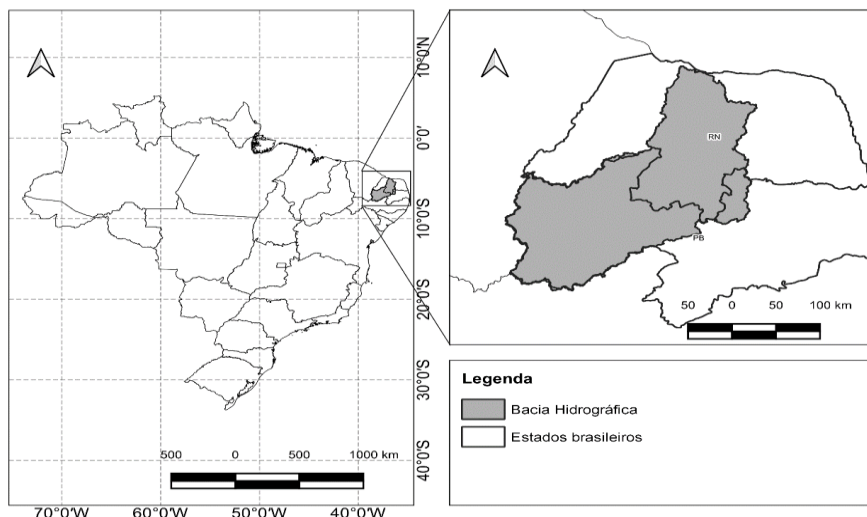 10°0'N
0°0'
10°0'S
20°0'S
30°0'S
40°0'S
500 0 500 1000 km
70°0'W 60°0'W 50°0'W 40°0'W
RN
PB
50 0 50 100 km
Legenda
Bacia Hidrográfica
Estados brasileiros